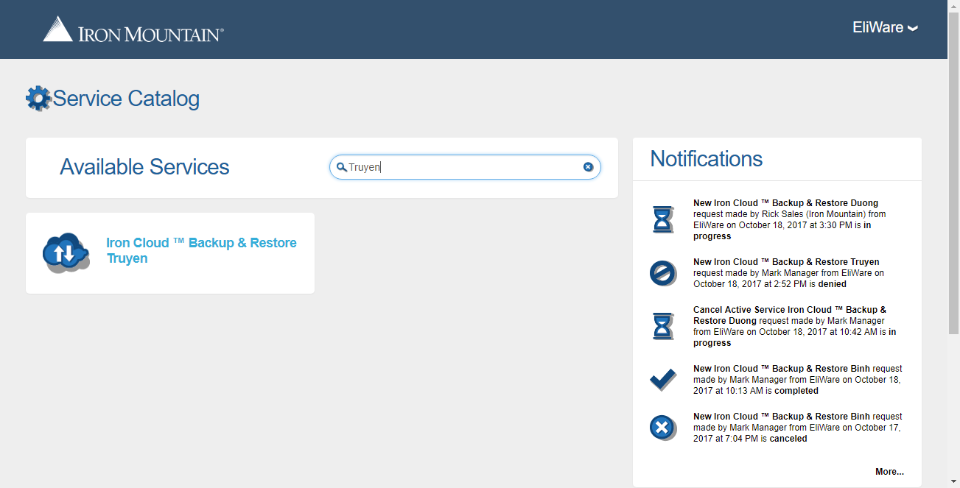 IRON MOUNTAIN®
EliWare
Service Catalog
Available Services
Truyen
Iron Cloud ™ Backup & Restore
Truyen
Notifications
New Iron Cloud ™ Backup & Restore Duong
request made by Rick Sales (Iron Mountain) from
EliWare on October 18, 2017 at 3:30 PM is in
progress
New Iron Cloud ™ Backup & Restore Truyen
request made by Mark Manager from EliWare on
October 18, 2017 at 2:52 PM is denied
Cancel Active Service Iron Cloud ™ Backup &
Restore Duong request made by Mark Manager
from EliWare on October 18, 2017 at 10:42 AM is in
progress
New Iron Cloud ™ Backup & Restore Binh request
made by Mark Manager from EliWare on October 18,
2017 at 10:13 AM is completed
New Iron Cloud ™ Backup & Restore Binh request
made by Mark Manager from EliWare on October 17,
2017 at 7:04 PM is canceled
More...